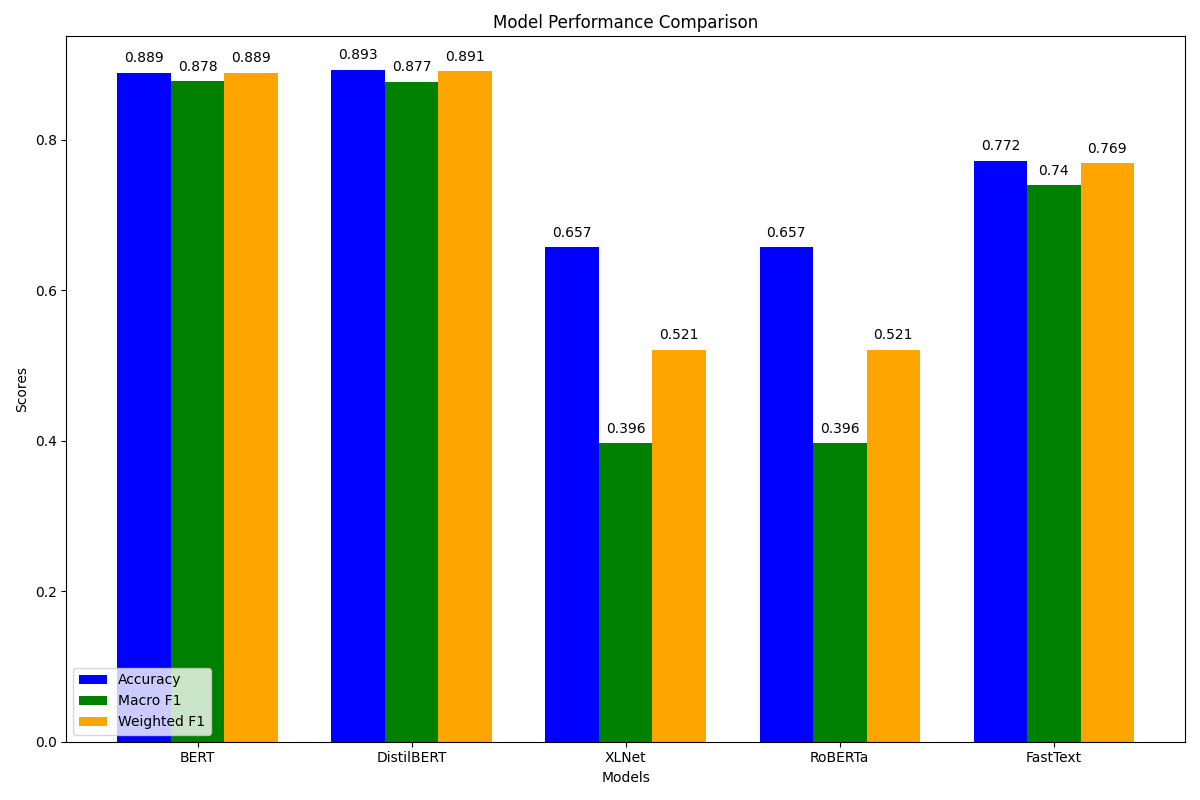 Model Performance Comparison
0.889
0.878
0.889
0.893
0.877
0.891
0.657
0.396
0.521
0.657
0.396
0.521
0.772
0.74
0.769
Scores
0.8
0.6
0.4
0.2
0.0
Accuracy
Macro F1
Weighted F1
BERT DistilBERT XLNet RoBERTa FastText
Models